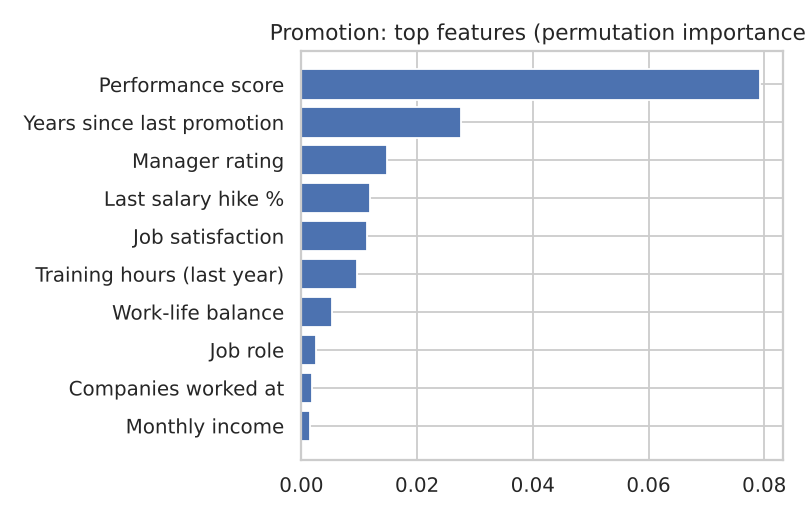 Promotion: top features (permutation importance
Performance score
Years since last promotion
Manager rating
Last salary hike %
Job satisfaction
Training hours (last year)
Work-life balance
Job role
Companies worked at
Monthly income
0.00 0.02 0.04 0.06 0.08